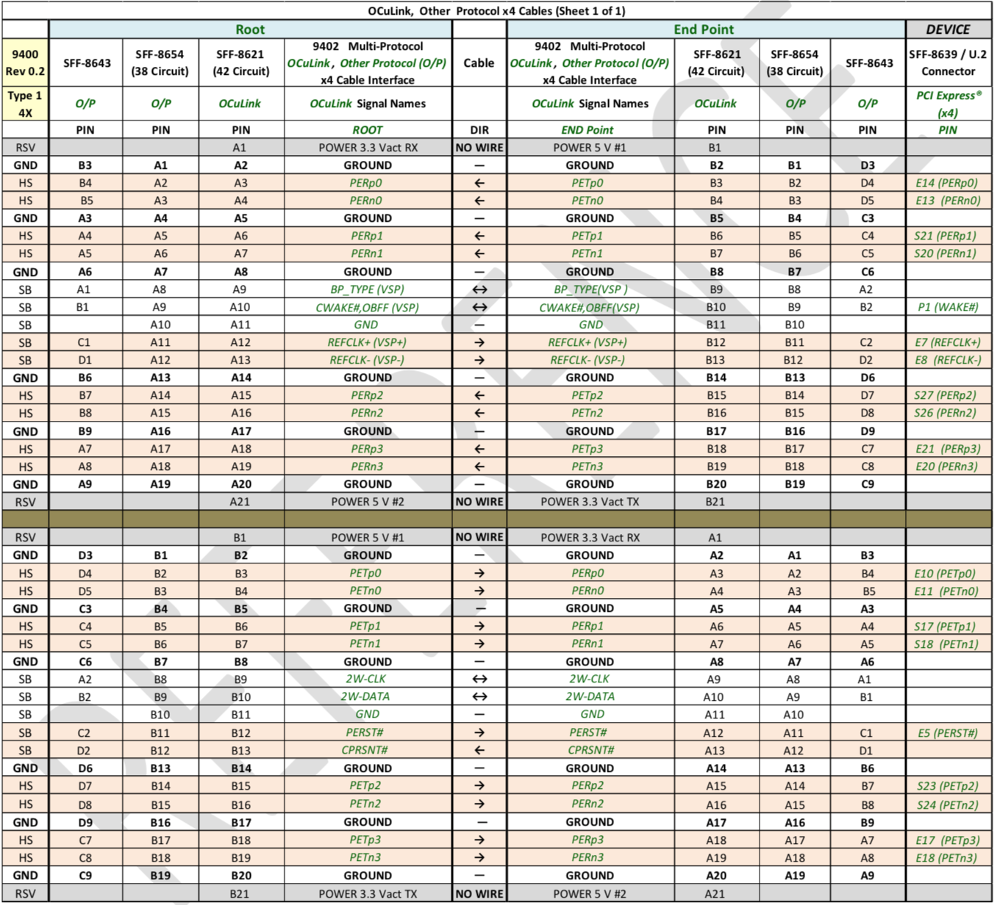 OCuLink, Other Protocol x4 Cables (Sheet 1 of 1)
Root End Point DEVICE
9400 Rev 0.2 SFF-8643 SFF-8654 (38 Circuit) SFF-8621 (42 Circuit) 9402 Multi-Protocol OCuLink, Other Protocol (O/P) x4 Cable Interface Cable 9402 Multi-Protocol OCuLink, Other Protocol (O/P) x4 Cable Interface SFF-8621 (42 Circuit) SFF-8654 (38 Circuit) SFF-8643 SFF-8639 / U.2 Connector
Type 1 4X O/P O/P OCuLink OCuLink Signal Names OCuLink Signal Names OCuLink O/P O/P PCI Express® (x4)
PIN PIN PIN ROOT DIR END Point PIN PIN PIN PIN
RSV A1 POWER 3.3 Vact RX NO WIRE POWER 5 V #1 B1
GND B3 A1 A2 GROUND — GROUND B2 B1 D3
HS B4 A2 A3 PERp0 ← PETp0 B3 B2 D4 E14 (PERp0)
HS B5 A3 A4 PERn0 ← PETn0 B4 B3 D5 E13 (PERn0)
GND A3 A4 A5 GROUND — GROUND B5 B4 C3
HS A4 A5 A6 PERp1 ← PETp1 B6 B5 C4 S21 (PERp1)
HS A5 A6 A7 PERn1 ← PETn1 B7 B6 C5 S20 (PERn1)
GND A6 A7 A8 GROUND — GROUND B8 B7 C6
SB A1 A8 A9 BP_TYPE (VSP) ↔ BP_TYPE(VSP ) B9 B8 A2
SB B1 A9 A10 CWAKE#,OBFF (VSP) ↔ CWAKE#,OBFF(VSP) B10 B9 B2 P1 (WAKE#)
SB A10 A11 GND — GND B11 B10
SB C1 A11 A12 REFCLK+ (VSP+) → REFCLK+ (VSP+) B12 B11 C2 E7 (REFCLK+)
SB D1 A12 A13 REFCLK- (VSP-) → REFCLK- (VSP-) B13 B12 D2 E8 (REFCLK-)
GND B6 A13 A14 GROUND — GROUND B14 B13 D6
HS B7 A14 A15 PERp2 ← PETp2 B15 B14 D7 S27 (PERp2)
HS B8 A15 A16 PERn2 ← PETn2 B16 B15 D8 S26 (PERn2)
GND B9 A16 A17 GROUND — GROUND B17 B16 D9
HS A7 A17 A18 PERp3 ← PETp3 B18 B17 C7 E21 (PERp3)
HS A8 A18 A19 PERn3 ← PETn3 B19 B18 C8 E20 (PERn3)
GND A9 A19 A20 GROUND — GROUND B20 B19 C9
RSV A21 POWER 5 V #2 NO WIRE POWER 3.3 Vact TX B21
RSV B1 POWER 5 V #1 NO WIRE POWER 3.3 Vact RX A1
GND D3 B1 B2 GROUND — GROUND A2 A1 B3
HS D4 B2 B3 PETp0 → PERp0 A3 A2 B4 E10 (PETp0)
HS D5 B3 B4 PETn0 → PERn0 A4 A3 B5 E11 (PETn0)
GND C3 B4 B5 GROUND — GROUND A5 A4 A3
HS C4 B5 B6 PETp1 → PERp1 A6 A5 A4 S17 (PETp1)
HS C5 B6 B7 PETn1 → PERn1 A7 A6 A5 S18 (PETn1)
GND C6 B7 B8 GROUND — GROUND A8 A7 A6
SB A2 B8 B9 2W-CLK ↔ 2W-CLK A9 A8 A1
SB B2 B9 B10 2W-DATA ↔ 2W-DATA A10 A9 B1
SB B10 B11 GND — GND A11 A10
SB C2 B11 B12 PERST# → PERST# A12 A11 C1 E5 (PERST#)
SB D2 B12 B13 CPRSNT# ← CPRSNT# A13 A12 D1
GND D6 B13 B14 GROUND — GROUND A14 A13 B6
HS D7 B14 B15 PETp2 → PERp2 A15 A14 B7 S23 (PETp2)
HS D8 B15 B16 PETn2 → PERn2 A16 A15 B8 S24 (PETn2)
GND D9 B16 B17 GROUND — GROUND A17 A16 B9
HS C7 B17 B18 PETp3 → PERp3 A18 A17 A7 E17 (PETp3)
HS C8 B18 B19 PETn3 → PERn3 A19 A18 A8 E18 (PETn3)
GND C9 B19 B20 GROUND — GROUND A20 A19 A9
RSV B21 POWER 3.3 Vact TX NO WIRE POWER 5 V #2 A21